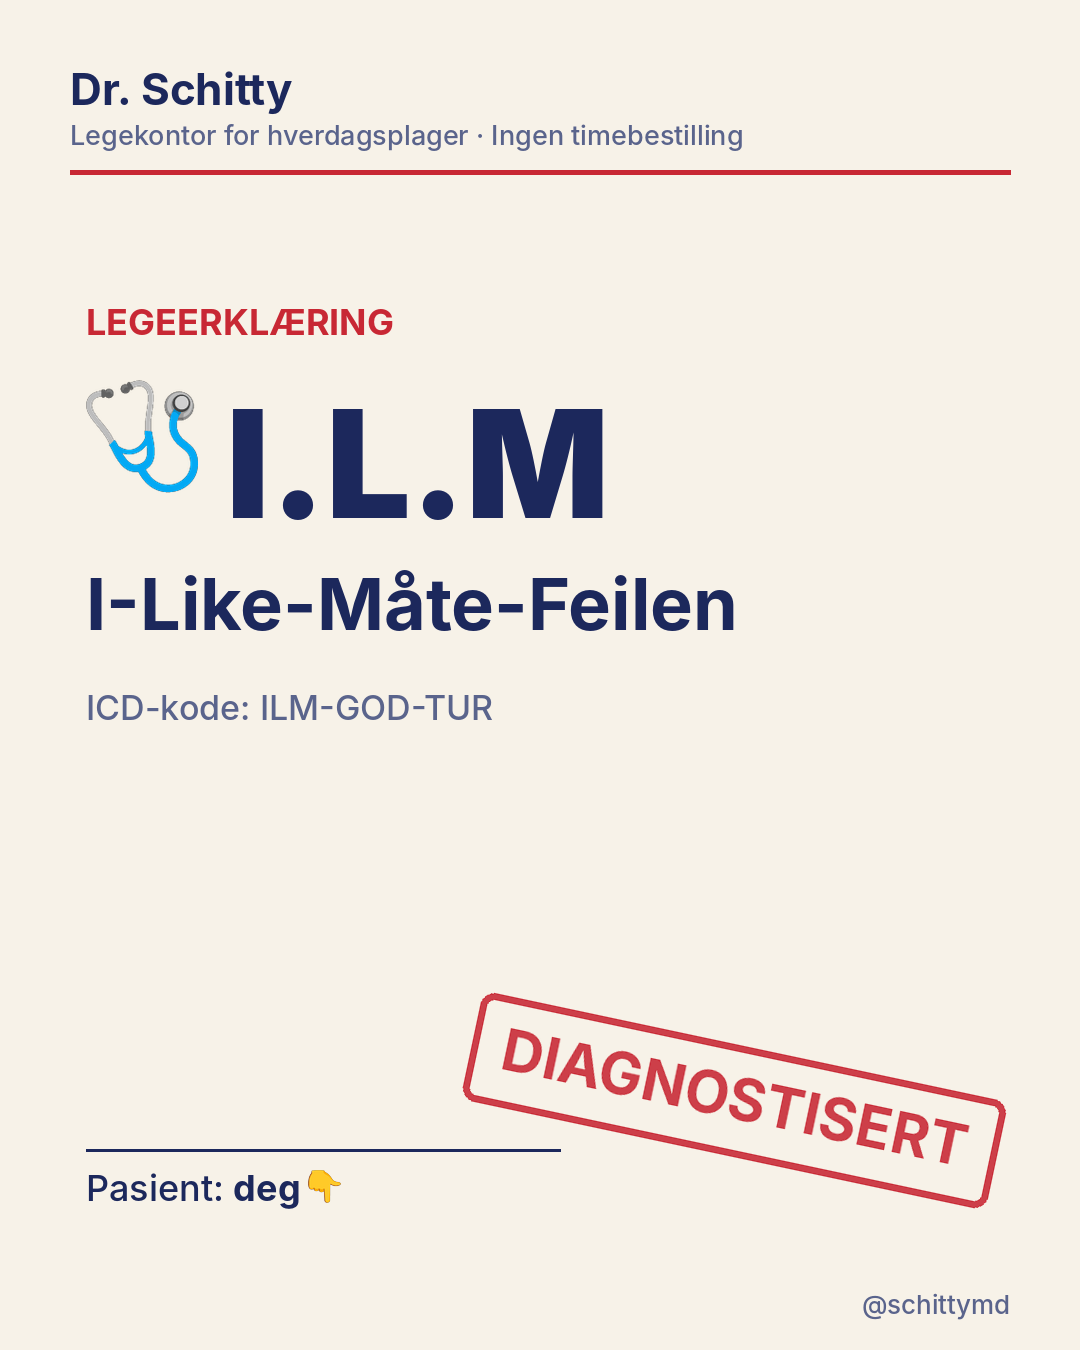 Dr. Schitty
Legekontor for hverdagsplager · Ingen timebestilling
LEGEERKLÆRING
🩺 I.L.M
I-Like-Måte-Feilen
ICD-kode: ILM-GOD-TUR
DIAGNOSTISERT
Pasient: deg👇
@schittymd